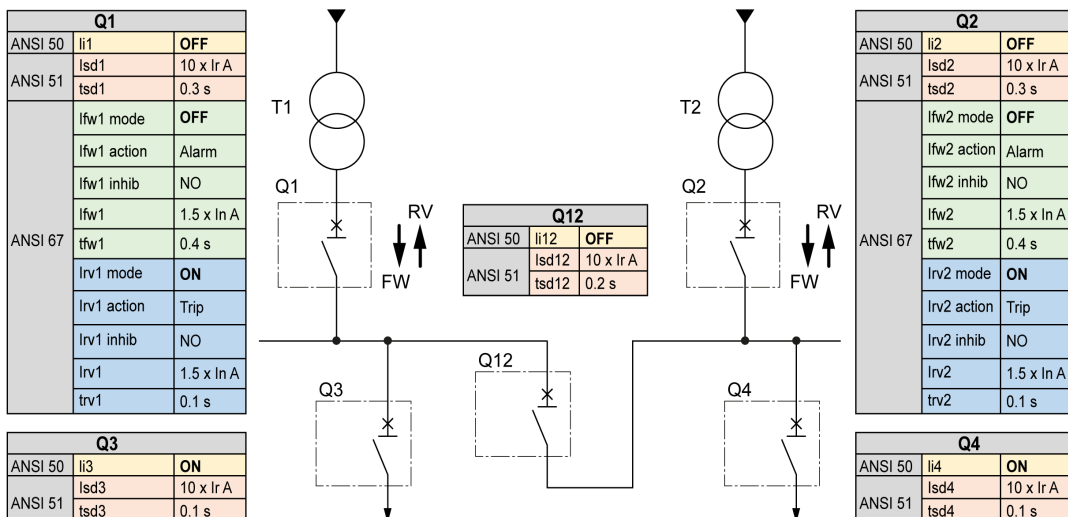 Q1
ANSI 50 Ii1 OFF
ANSI 51 Isd1 10 x Ir A
tsd1 0.3 s
ANSI 67 Ifw1 mode OFF
Ifw1 action Alarm
Ifw1 inhib NO
Ifw1 1.5 x In A
tfw1 0.4 s
Irv1 mode ON
Irv1 action Trip
Irv1 inhib NO
Irv1 1.5 x In A
trv1 0.1 s
Q3
ANSI 50 Ii3 ON
ANSI 51 Isd3 10 x Ir A
tsd3 0.1 s
T1
Q1
RV
FW
Q3
Q12
ANSI 50 Ii12 OFF
ANSI 51 Isd12 10 x Ir A
tsd12 0.2 s
Q12
T2
Q2
RV
FW
Q4
Q2
ANSI 50 Ii2 OFF
ANSI 51 Isd2 10 x Ir A
tsd2 0.3 s
ANSI 67 Ifw2 mode OFF
Ifw2 action Alarm
Ifw2 inhib NO
Ifw2 1.5 x In A
tfw2 0.4 s
Irv2 mode ON
Irv2 action Trip
Irv2 inhib NO
Irv2 1.5 x In A
trv2 0.1 s
Q4
ANSI 50 Ii4 ON
ANSI 51 Isd4 10 x Ir A
tsd4 0.1 s